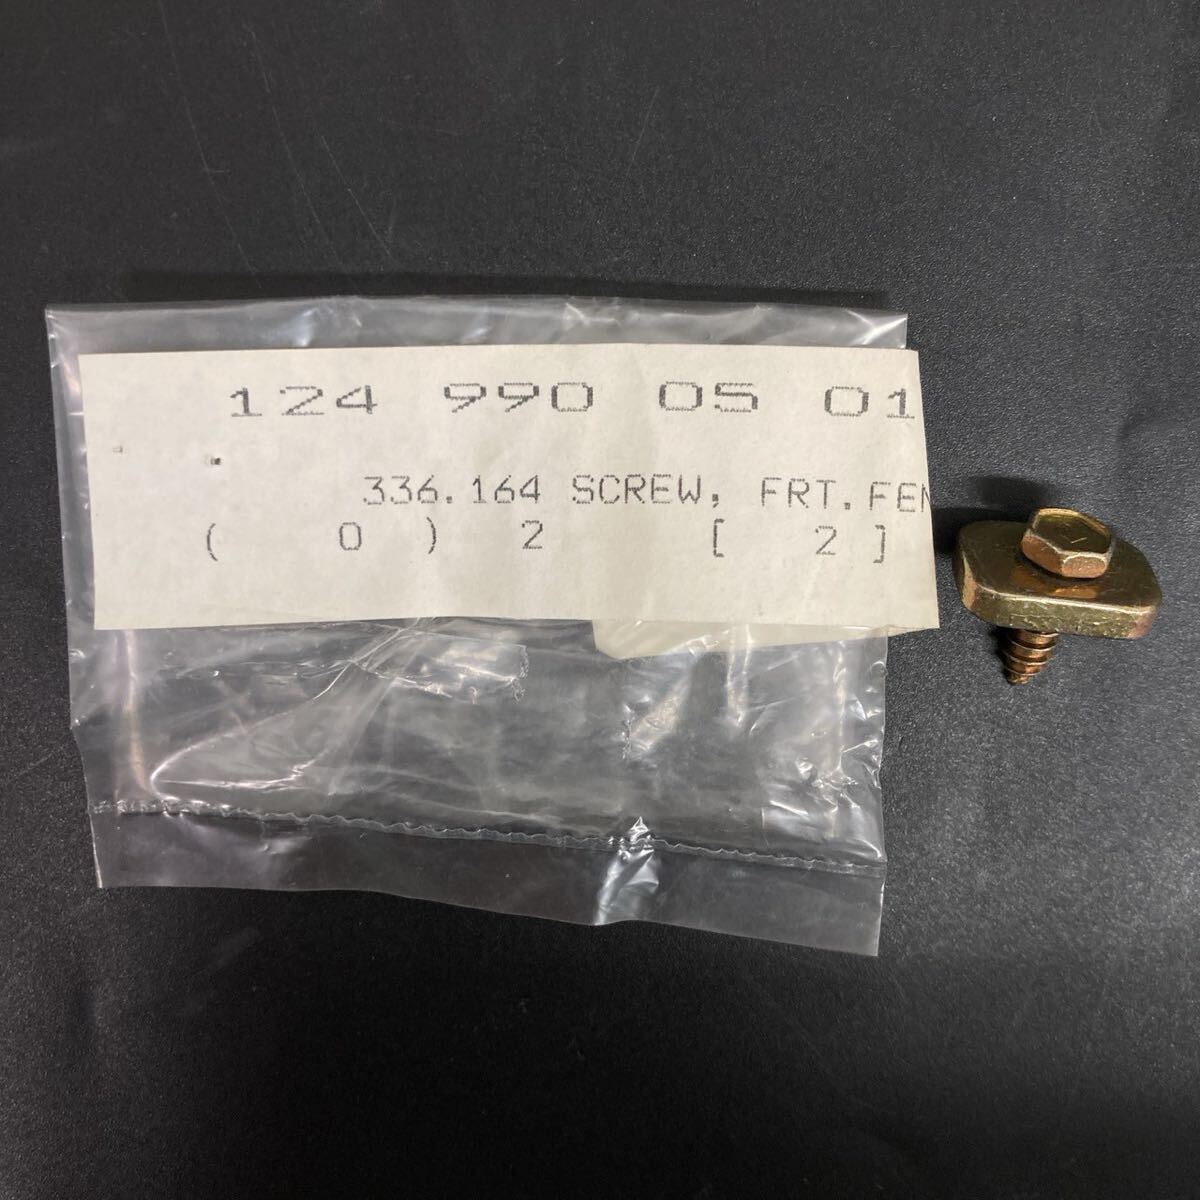 124 990 05 01
336.164 SCREW, FRT.FEN
( 0 ) 2 [ 2 ]